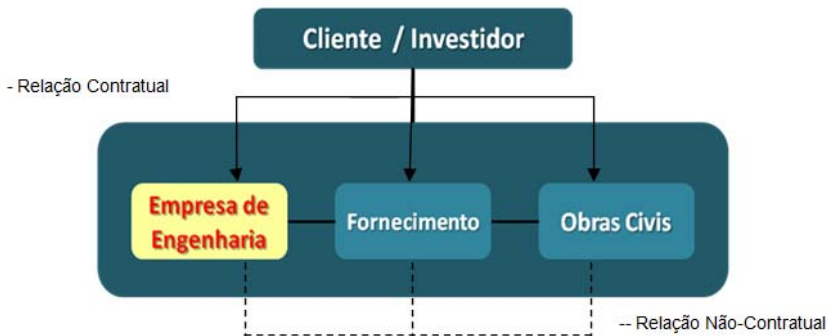 Cliente / Investidor
- Relação Contratual
Empresa de
Engenharia
Fornecimento
Obras Civis
-- Relação Não-Contratual